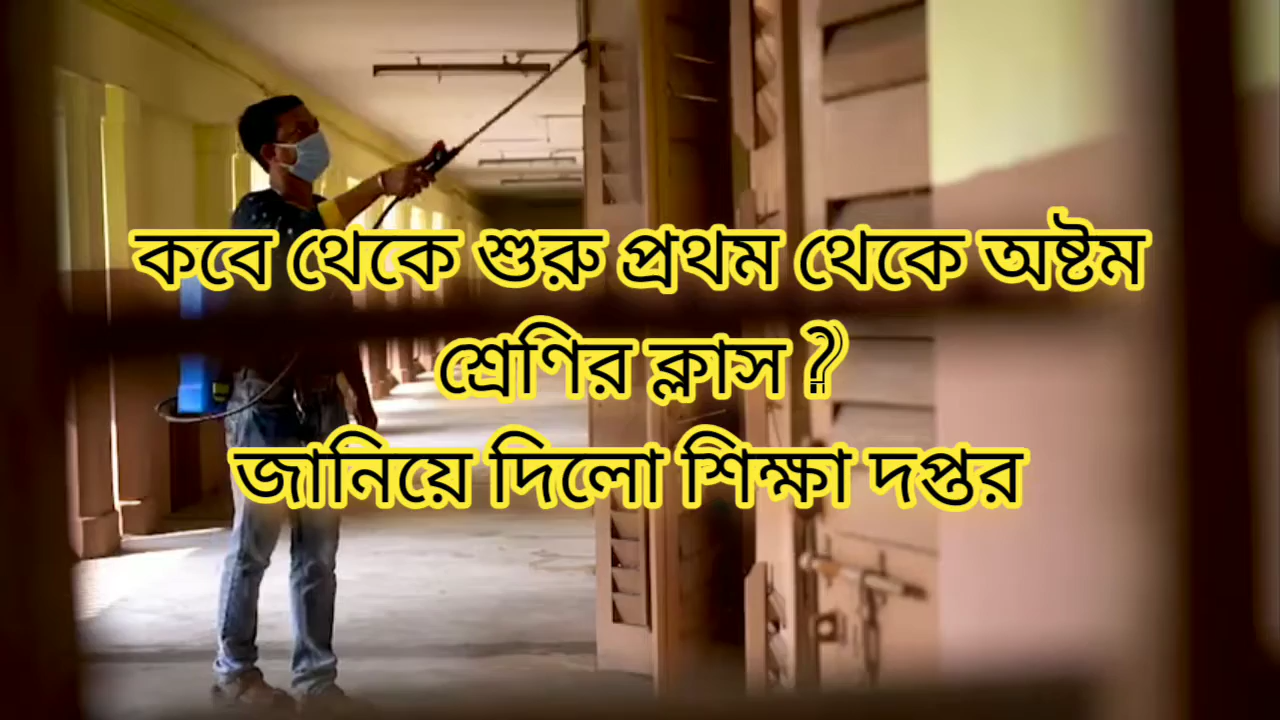 কবে থেকে শুরু প্রথম থেকে অষ্টম
শ্রেণির ক্লাস ?
জানিয়ে দিলো শিক্ষা দপ্তর